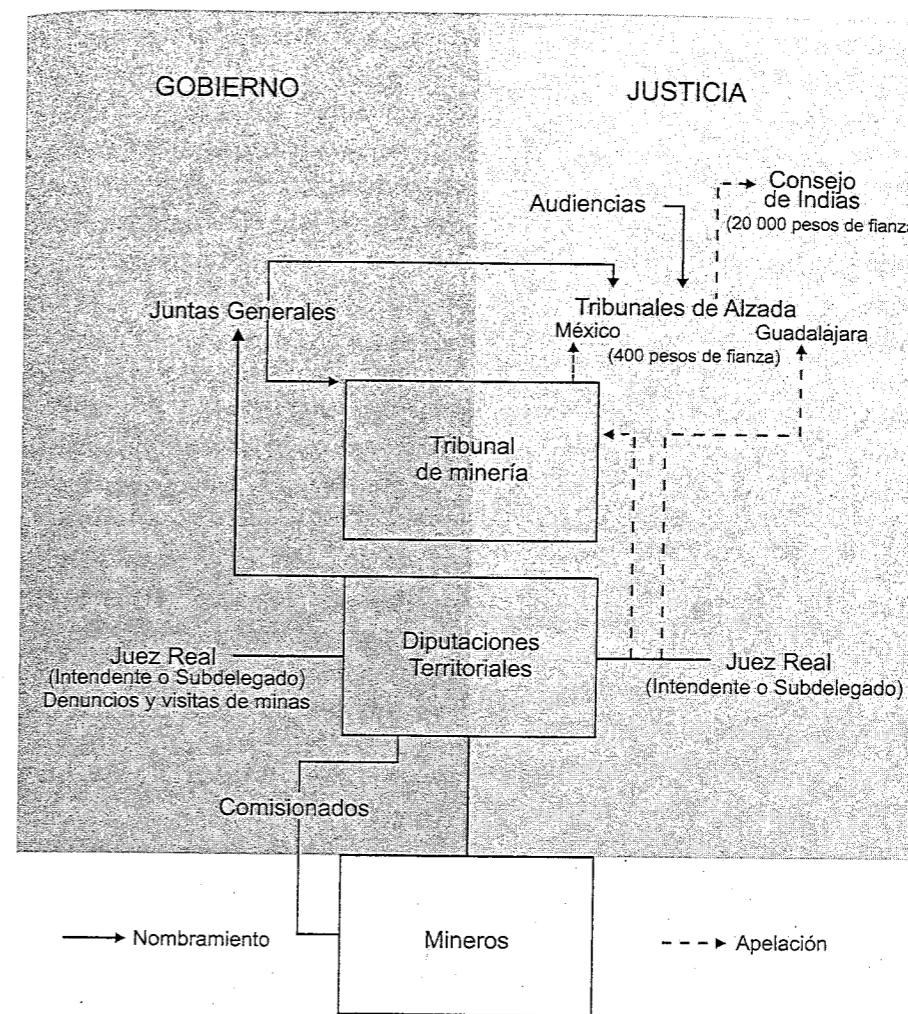 GOBIERNO
JUSTICIA
Audiencias
Consejo
de Indias
(20 000 pesos de fianza
Juntas Generales
Tribunales de Alzada
México
Guadalajara
(400 pesos de fianza)
Tribunal
de minería
Diputaciones
Territoriales
Juez Real
(Intendente o Subdelegado)
Denuncios y visitas de minas
Juez Real
(Intendente o Subdelegado)
Comisionados
Nombramiento
Mineros
Apelación